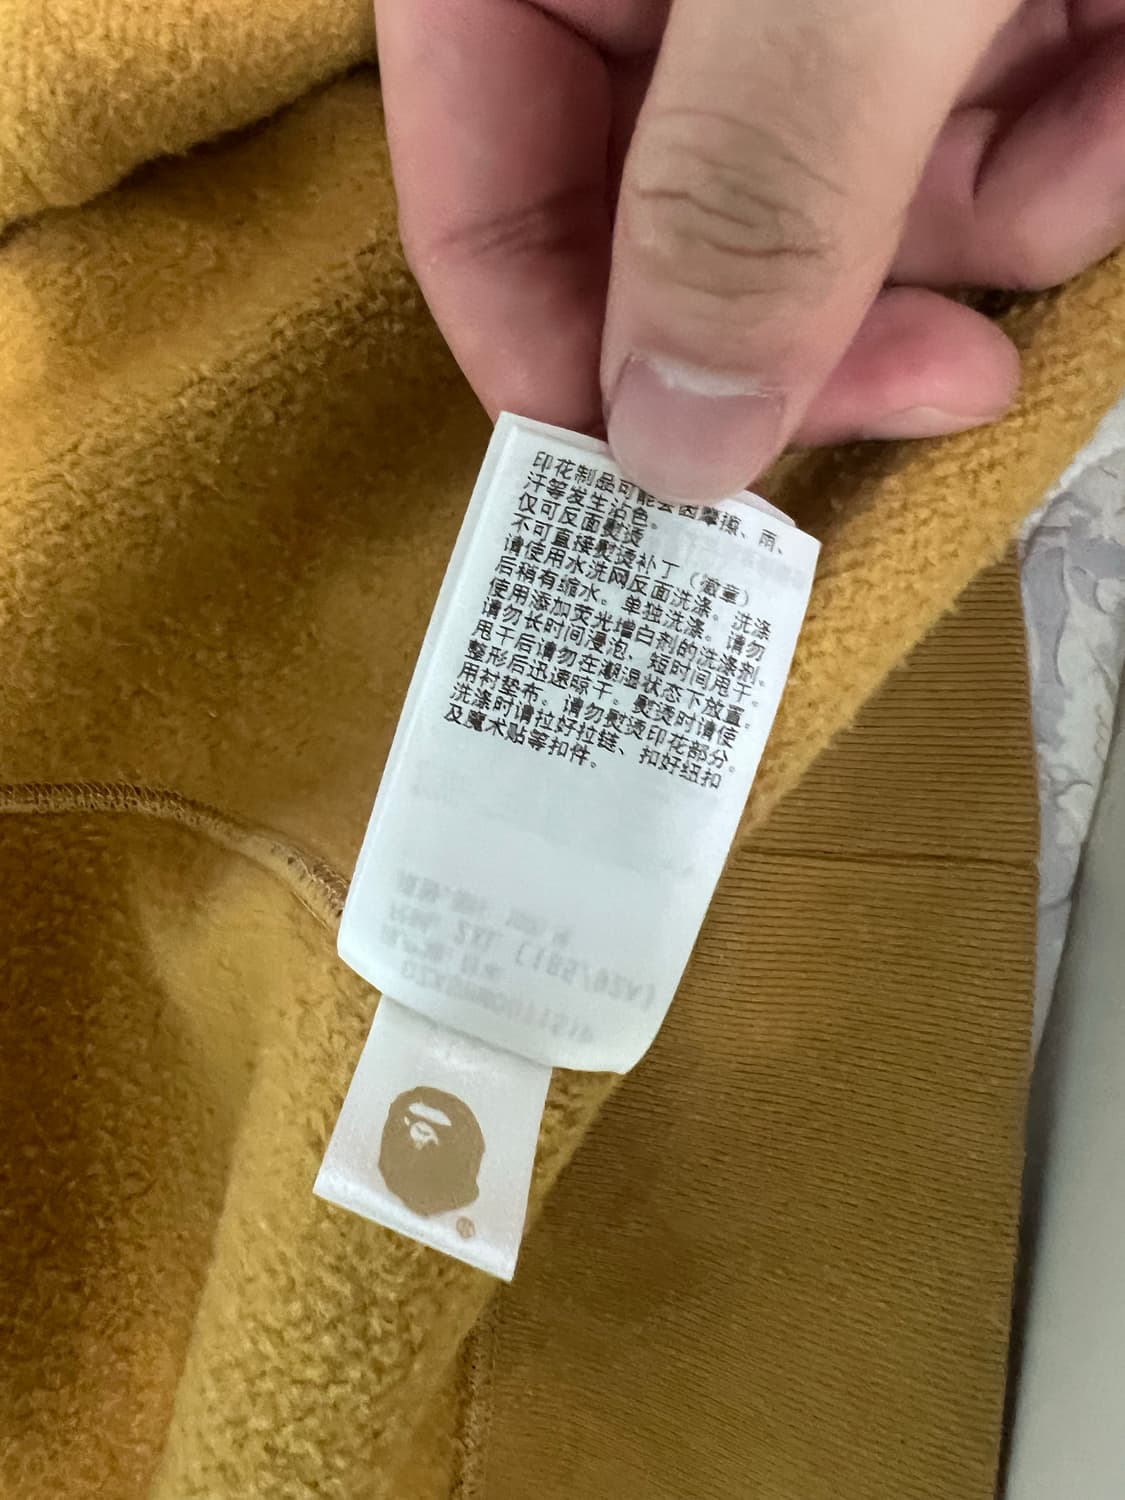 印花制品可能会因摩擦、雨、
汗等发生沾色。
仅可反面熨烫
不可直接熨烫补丁（徽章）
请使用水洗网反面洗涤。洗涤
后稍有缩水。单独洗涤。请勿
使用添加荧光增白剂的洗涤剂。
请勿长时间浸泡，短时间甩干。
甩干后请勿在潮湿状态下放置。
整形后迅速晾干。熨烫时请使
用衬垫布。请勿熨烫印花部分。
洗涤时请拉好拉链、扣好纽扣
及魔术贴等扣件。
2XL (185/02A)